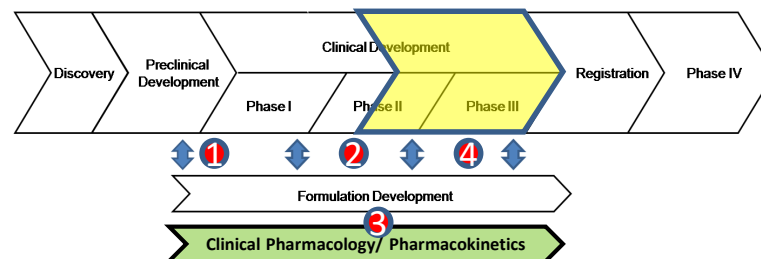 Clinical Development
Discovery
Preclinical
Development
Registration
Phase IV
Phase I
Phase II
Phase III
1
2
4
Formulation Development
3
Clinical Pharmacology/ Pharmacokinetics